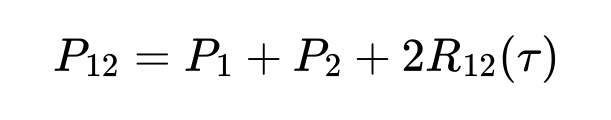 P₁₂ = P₁ + P₂ + 2R₁₂(τ)